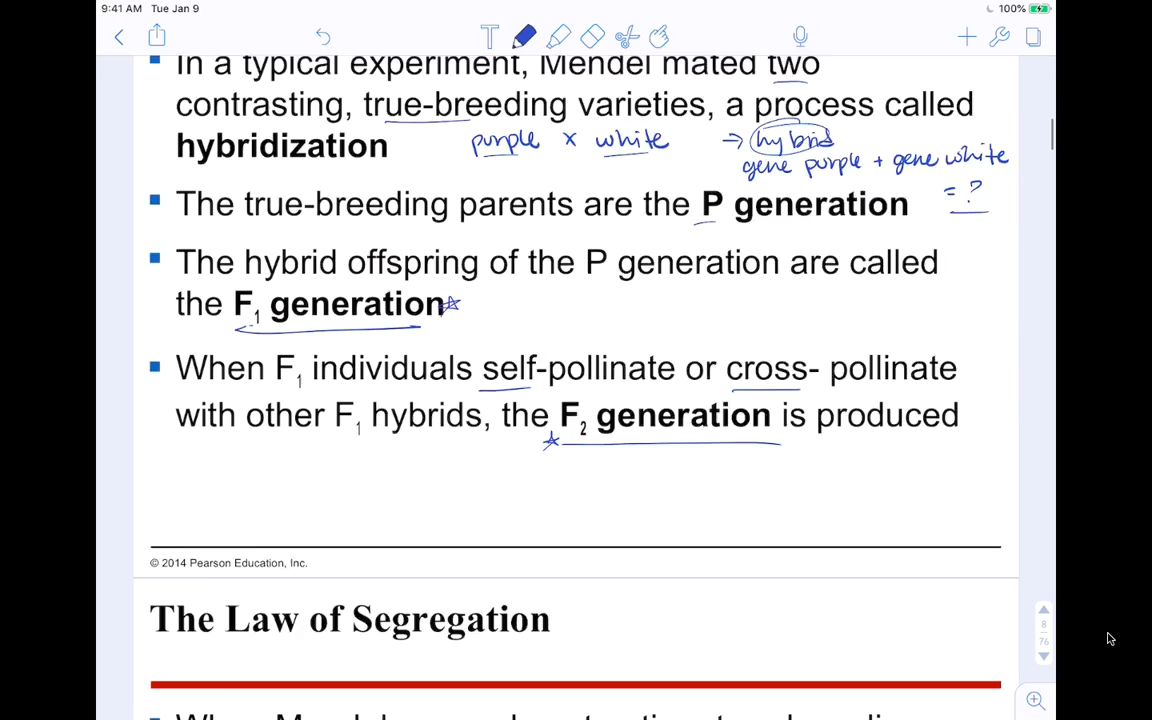 9:41 AM Tue Jan 9
100%
In a typical experiment, Mendel mated two
contrasting, true-breeding varieties, a process called
hybridization
purple x white → hybrid
gene purple + gene white
= ?
The true-breeding parents are the P generation
The hybrid offspring of the P generation are called
the F₁ generation
When F₁ individuals self-pollinate or cross- pollinate
with other F₁ hybrids, the F₂ generation is produced
© 2014 Pearson Education, Inc.
8
76
The Law of Segregation